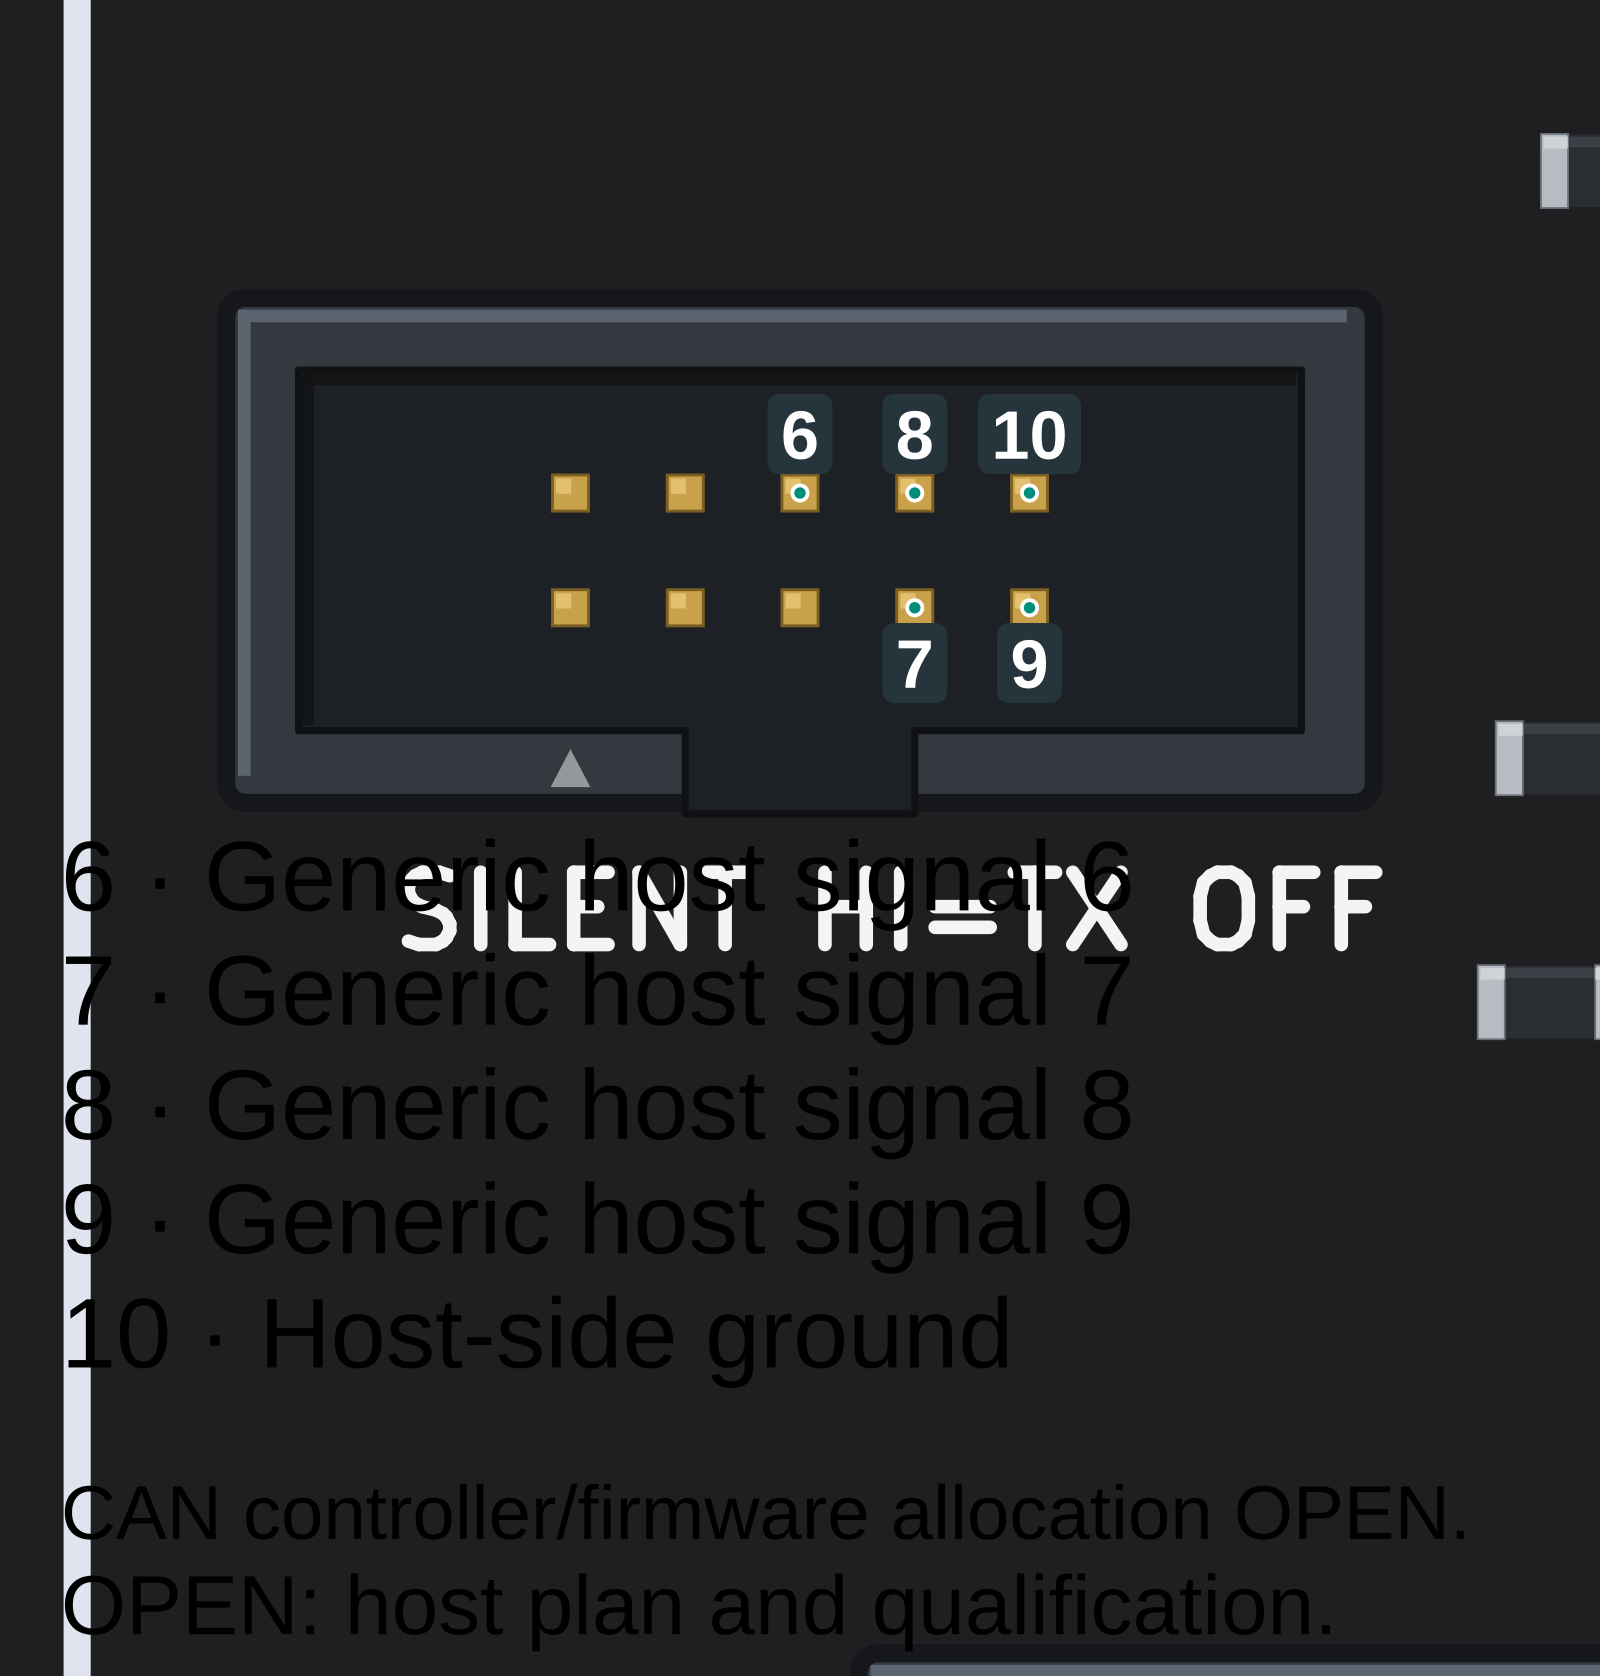 6 8 10
7 9
6 · Generic host signal 6
SILENT HI=TX OFF
7 · Generic host signal 7
8 · Generic host signal 8
9 · Generic host signal 9
10 · Host-side ground
CAN controller/firmware allocation OPEN.
OPEN: host plan and qualification.